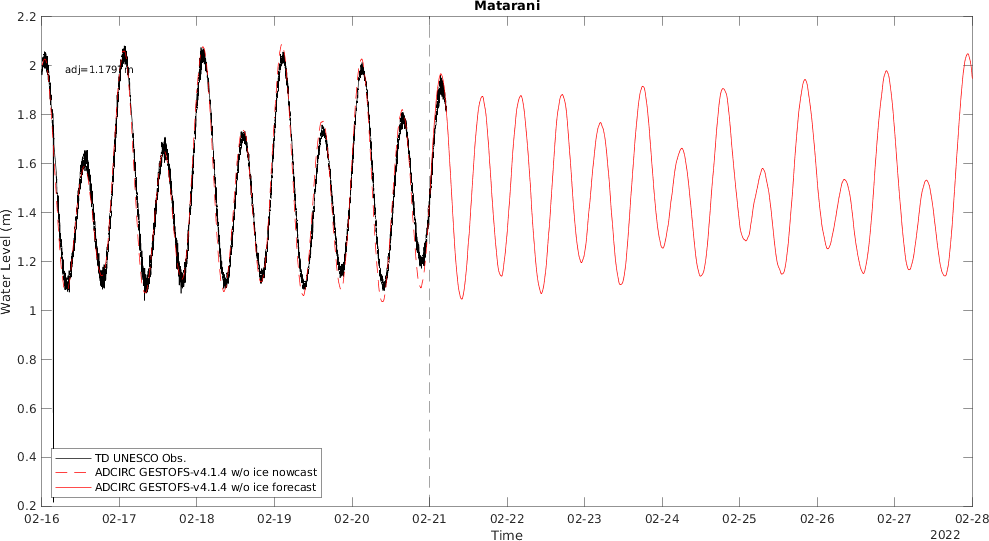 Matarani
2.2
2
1.8
1.6
1.4
1.2
1
0.8
0.6
0.4
0.2
Water Level (m)
adj=1.1797 m
TD UNESCO Obs.
ADCIRC GESTOFS-v4.1.4 w/o ice nowcast
ADCIRC GESTOFS-v4.1.4 w/o ice forecast
02-16 02-17 02-18 02-19 02-20 02-21 02-22 02-23 02-24 02-25 02-26 02-27 02-28
Time
2022